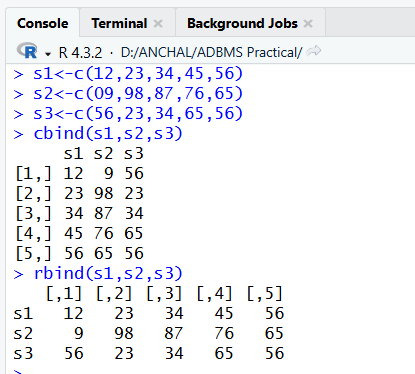 Console Terminal × Background Jobs ×
R R 4.3.2 · D:/ANCHAL/ADBMS Practical/
> s1<-c(12,23,34,45,56)
> s2<-c(09,98,87,76,65)
> s3<-c(56,23,34,65,56)
> cbind(s1,s2,s3)
     s1 s2 s3
[1,] 12  9 56
[2,] 23 98 23
[3,] 34 87 34
[4,] 45 76 65
[5,] 56 65 56
> rbind(s1,s2,s3)
   [,1] [,2] [,3] [,4] [,5]
s1   12   23   34   45   56
s2    9   98   87   76   65
s3   56   23   34   65   56
>